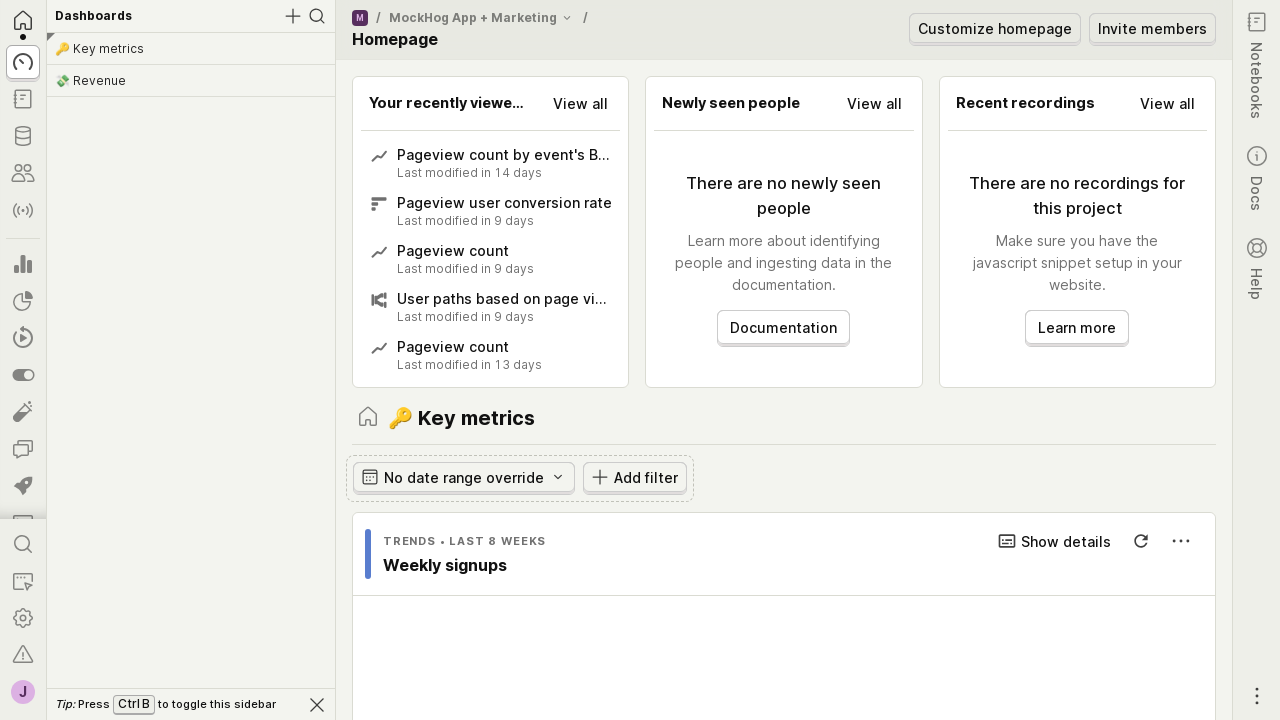 Dashboards
🔑 Key metrics
💸 Revenue
Tip: Press Ctrl B to toggle this sidebar
J
M / MockHog App + Marketing /
Homepage
Customize homepage
Invite members
Your recently viewe...
View all
Pageview count by event's B...
Last modified in 14 days
Pageview user conversion rate
Last modified in 9 days
Pageview count
Last modified in 9 days
User paths based on page vi...
Last modified in 9 days
Pageview count
Last modified in 13 days
Newly seen people
View all
There are no newly seen
people
Learn more about identifying
people and ingesting data in the
documentation.
Documentation
Recent recordings
View all
There are no recordings for
this project
Make sure you have the
javascript snippet setup in your
website.
Learn more
🔑 Key metrics
No date range override
Add filter
TRENDS • LAST 8 WEEKS
Weekly signups
Show details
Notebooks
Docs
Help